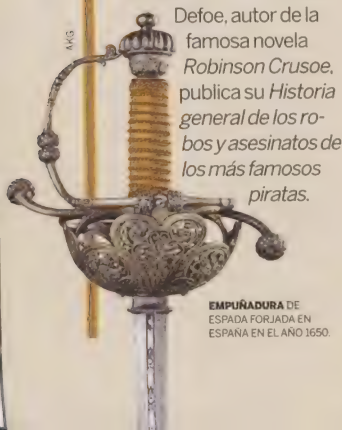 Defoe, autor de la
famosa novela
Robinson Crusoe,
publica su Historia
general de los ro-
bos y asesinatos de
los más famosos
piratas.
AKG
EMPUÑADURA DE
ESPADA FORJADA EN
ESPAÑA EN EL AÑO 1650.